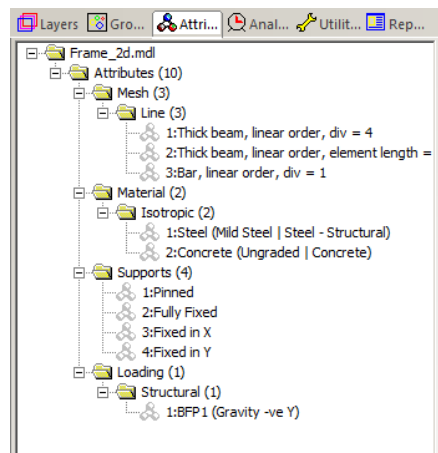 Layers Gro... Attri... Anal... Utilit... Rep...
Frame_2d.mdl
Attributes (10)
Mesh (3)
Line (3)
1:Thick beam, linear order, div = 4
2:Thick beam, linear order, element length =
3:Bar, linear order, div = 1
Material (2)
Isotropic (2)
1:Steel (Mild Steel | Steel - Structural)
2:Concrete (Ungraded | Concrete)
Supports (4)
1:Pinned
2:Fully Fixed
3:Fixed in X
4:Fixed in Y
Loading (1)
Structural (1)
1:BFP1 (Gravity -ve Y)